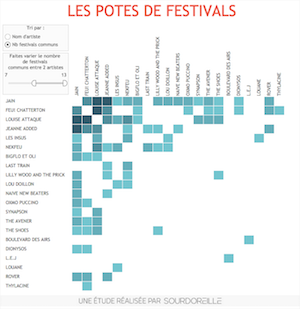 LES POTES DE FESTIVALS
Tri par :
Nom d'artiste
Nb festivals communs
Faites varier le nombre
de festivals
communs entre 2 artistes
7
13
JAIN
FEU! CHATTERTON
LOUISE ATTAQUE
JEANNE ADDED
LES INSUS
NEKFEU
BIGFLO ET OLI
LAST TRAIN
LILLY WOOD AND THE PRICK
LOU DOILLON
NAIVE NEW BEATERS
OXMO PUCCINO
SYNAPSON
THE AVENER
THE SHOES
BOULEVARD DES AIRS
DIONYSOS
L.E.J
LOUANE
ROVER
THYLACINE
JAIN
FEU! CHATTERTON
LOUISE ATTAQUE
JEANNE ADDED
LES INSUS
NEKFEU
BIGFLO ET OLI
LAST TRAIN
LILLY WOOD AND THE PRICK
LOU DOILLON
NAIVE NEW BEATERS
OXMO PUCCINO
SYNAPSON
THE AVENER
THE SHOES
BOULEVARD DES AIRS
DIONYSOS
L.E.J
LOUANE
ROVER
THYLACINE
UNE ÉTUDE RÉALISÉE PAR SOURDOREILLE